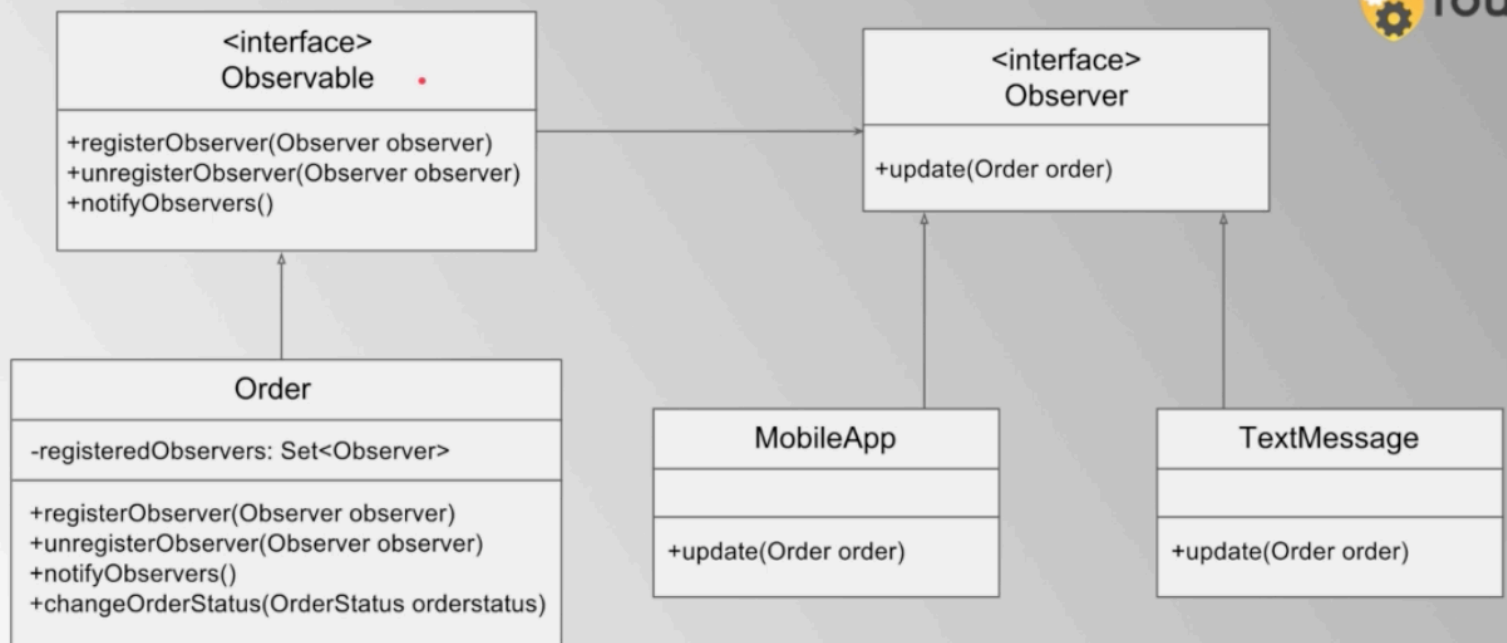 <interface>
Observable
+registerObserver(Observer observer)
+unregisterObserver(Observer observer)
+notifyObservers()
<interface>
Observer
+update(Order order)
Order
-registeredObservers: Set<Observer>
+registerObserver(Observer observer)
+unregisterObserver(Observer observer)
+notifyObservers()
+changeOrderStatus(OrderStatus orderstatus)
MobileApp
+update(Order order)
TextMessage
+update(Order order)